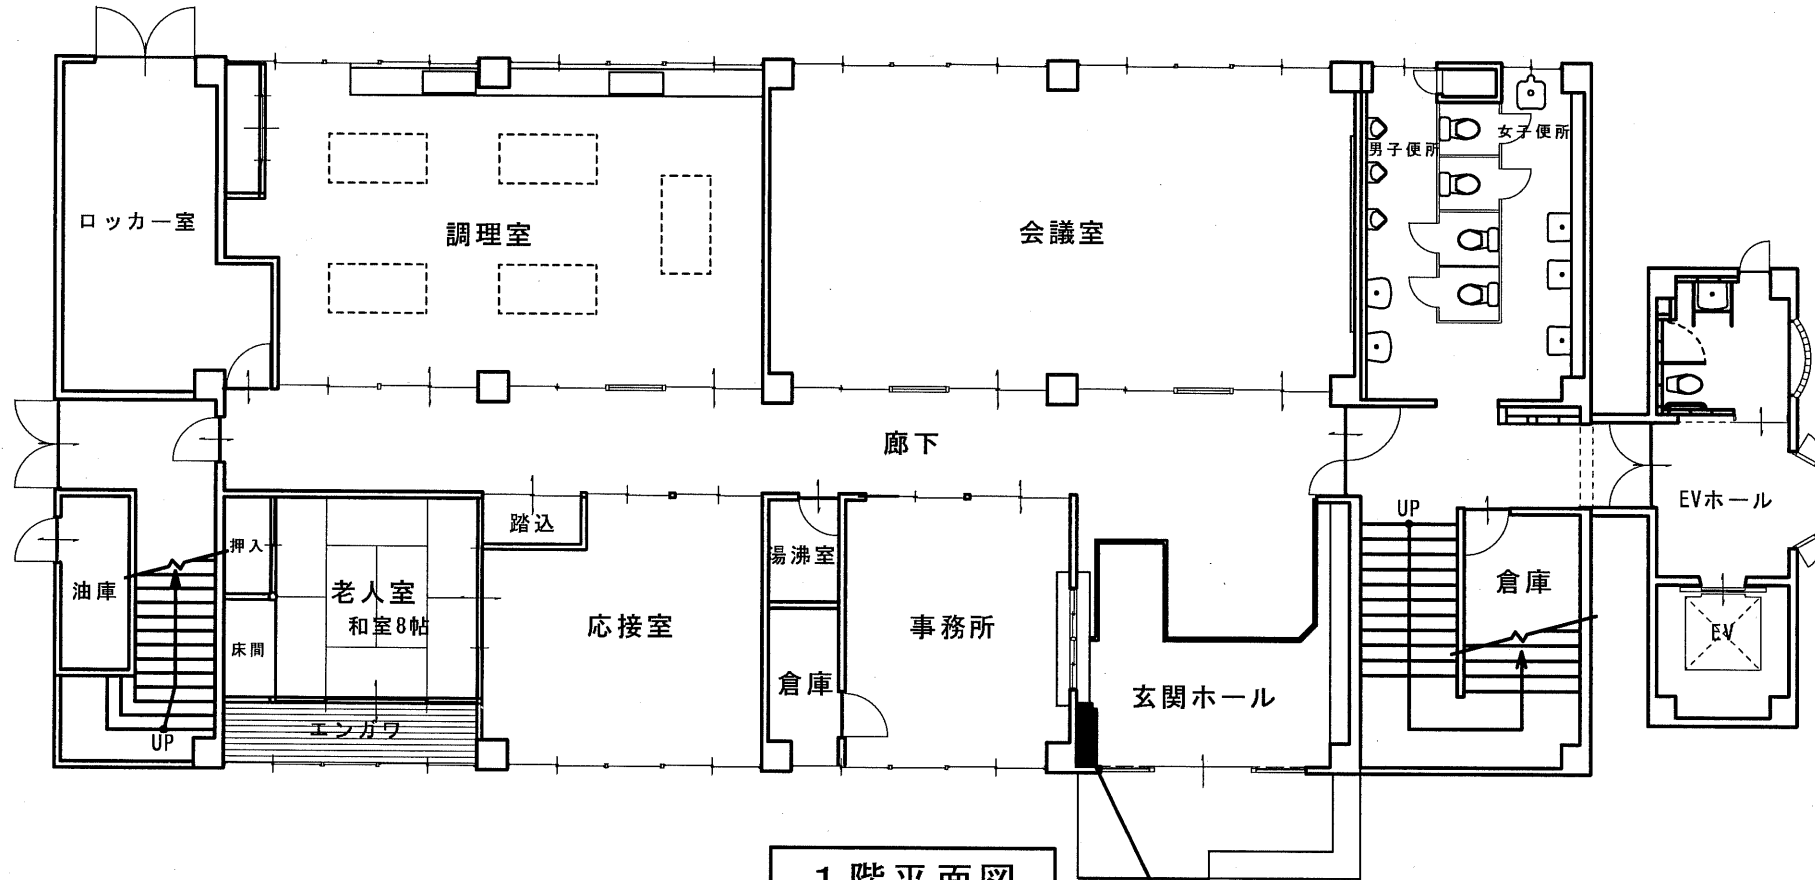 ロッカー室
調理室
会議室
男子便所
女子便所
廊下
EVホール
UP
踏込
押入
湯沸室
油庫
老人室
和室8帖
床間
応接室
事務所
倉庫
倉庫
EV
玄関ホール
エンガワ
UP
1階平面図